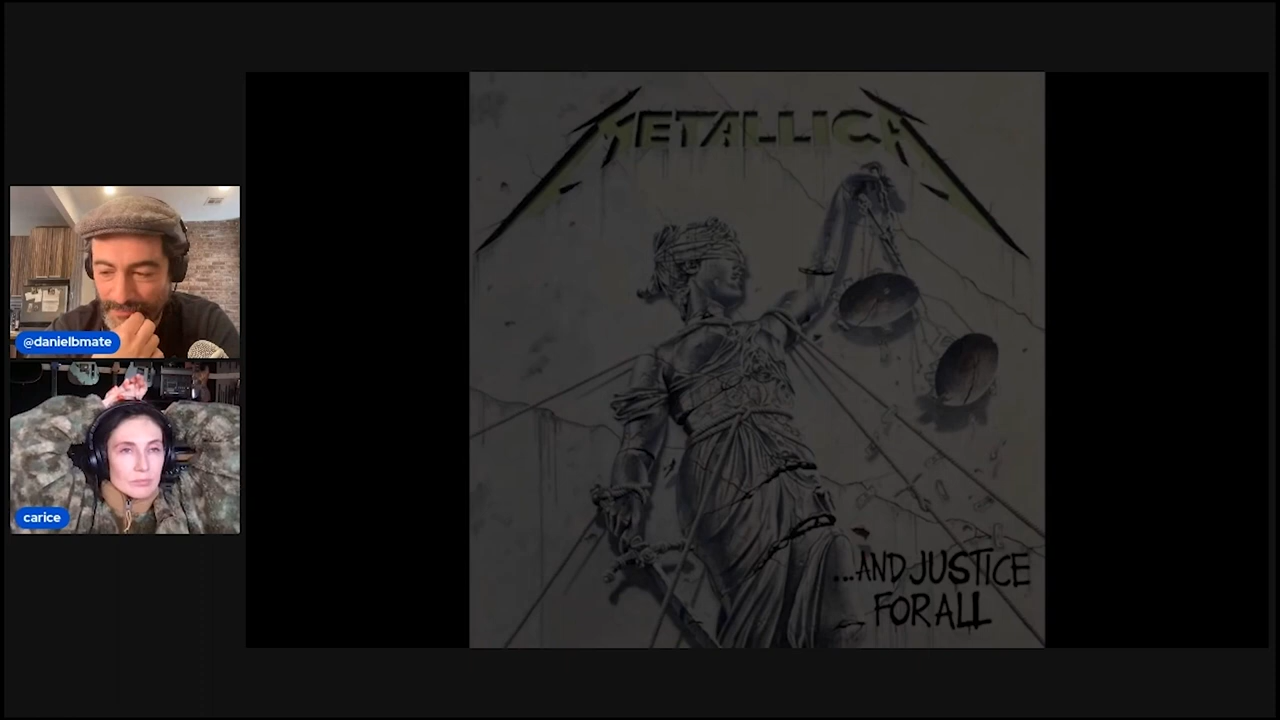 METALLICA
@danielbmate
carice
...AND JUSTICE
FOR ALL